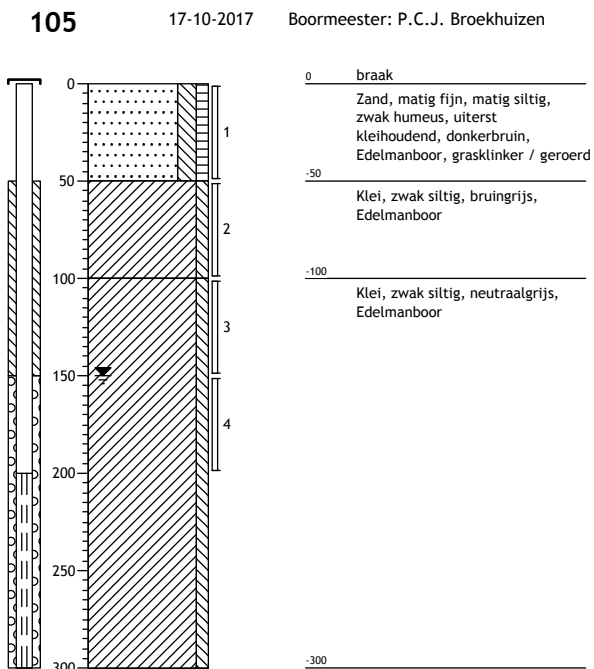 105 17-10-2017 Boormeester: P.C.J. Broekhuizen
0
50
100
150
200
250
300
1
2
3
4
0 braak
Zand, matig fijn, matig siltig,
zwak humeus, uiterst
kleihoudend, donkerbruin,
Edelmanboor, grasklinker / geroerd
-50
Klei, zwak siltig, bruingrijs,
Edelmanboor
-100
Klei, zwak siltig, neutraalgrijs,
Edelmanboor
-300